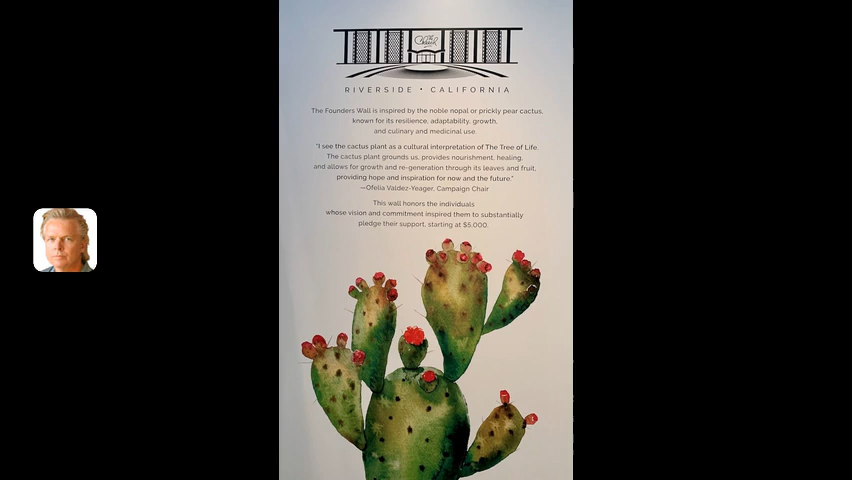 The Cheech
RIVERSIDE • CALIFORNIA
The Founders Wall is inspired by the noble nopal or prickly pear cactus,
known for its resilience, adaptability, growth,
and culinary and medicinal use.
"I see the cactus plant as a cultural interpretation of The Tree of Life.
The cactus plant grounds us, provides nourishment, healing,
and allows for growth and re-generation through its leaves and fruit,
providing hope and inspiration for now and the future."
—Ofelia Valdez-Yeager, Campaign Chair
This wall honors the individuals
whose vision and commitment inspired them to substantially
pledge their support, starting at $5,000.